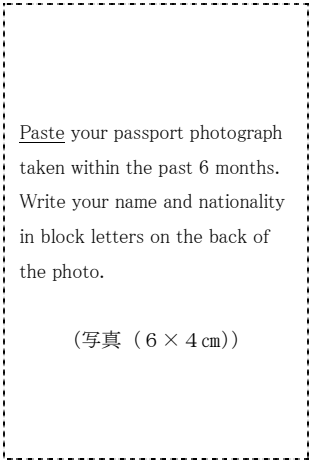 Paste your passport photograph
taken within the past 6 months.
Write your name and nationality
in block letters on the back of
the photo.
(写真（６×４㎝）)